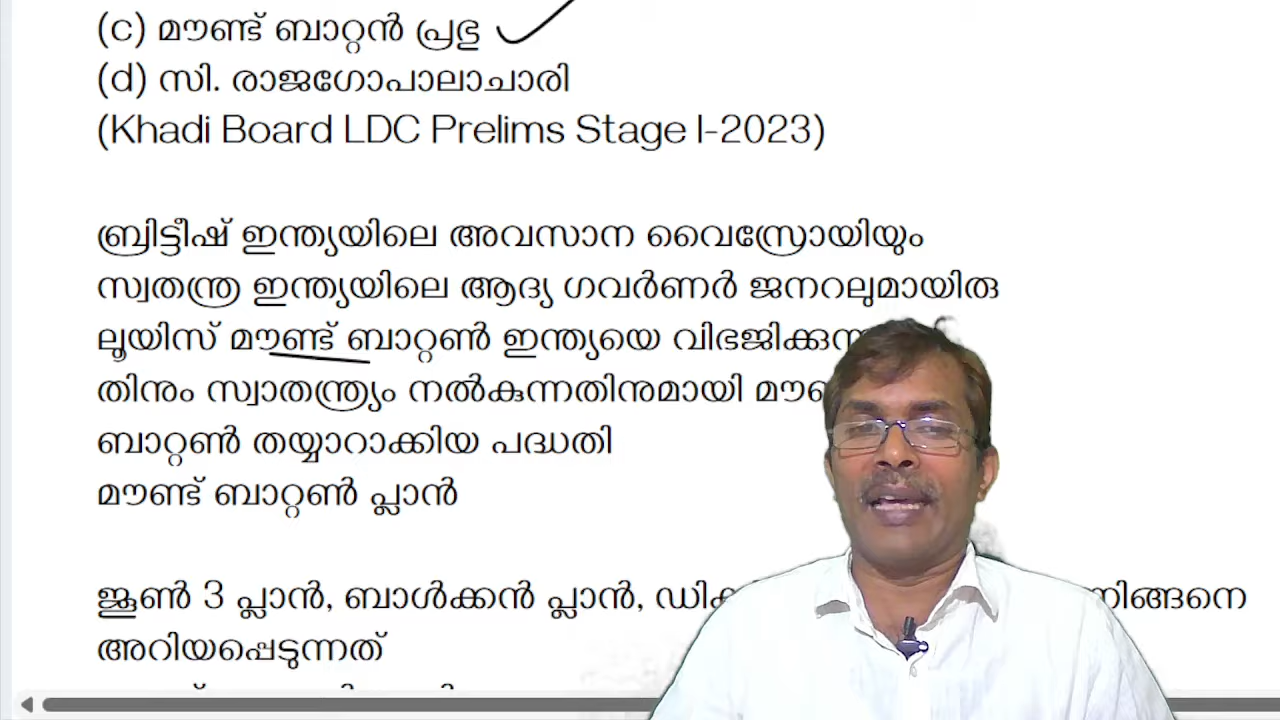 (c) മൗണ്ട് ബാറ്റൻ പ്രഭു
(d) സി. രാജഗോപാലാചാരി
(Khadi Board LDC Prelims Stage I-2023)
ബ്രിട്ടീഷ് ഇന്ത്യയിലെ അവസാന വൈസ്രോയിയും
സ്വതന്ത്ര ഇന്ത്യയിലെ ആദ്യ ഗവർണർ ജനറലുമായിരു
ലൂയിസ് മൗണ്ട് ബാറ്റൺ ഇന്ത്യയെ
തിനും സ്വാതന്ത്ര്യം നൽകുന്നതിനുമായി
ബാറ്റൺ തയ്യാറാക്കിയ പദ്ധതി
മൗണ്ട് ബാറ്റൺ പ്ലാൻ
ജൂൺ 3 പ്ലാൻ, ബാൾക്കൻ പ്ലാൻ,
അറിയപ്പെടുന്നത്